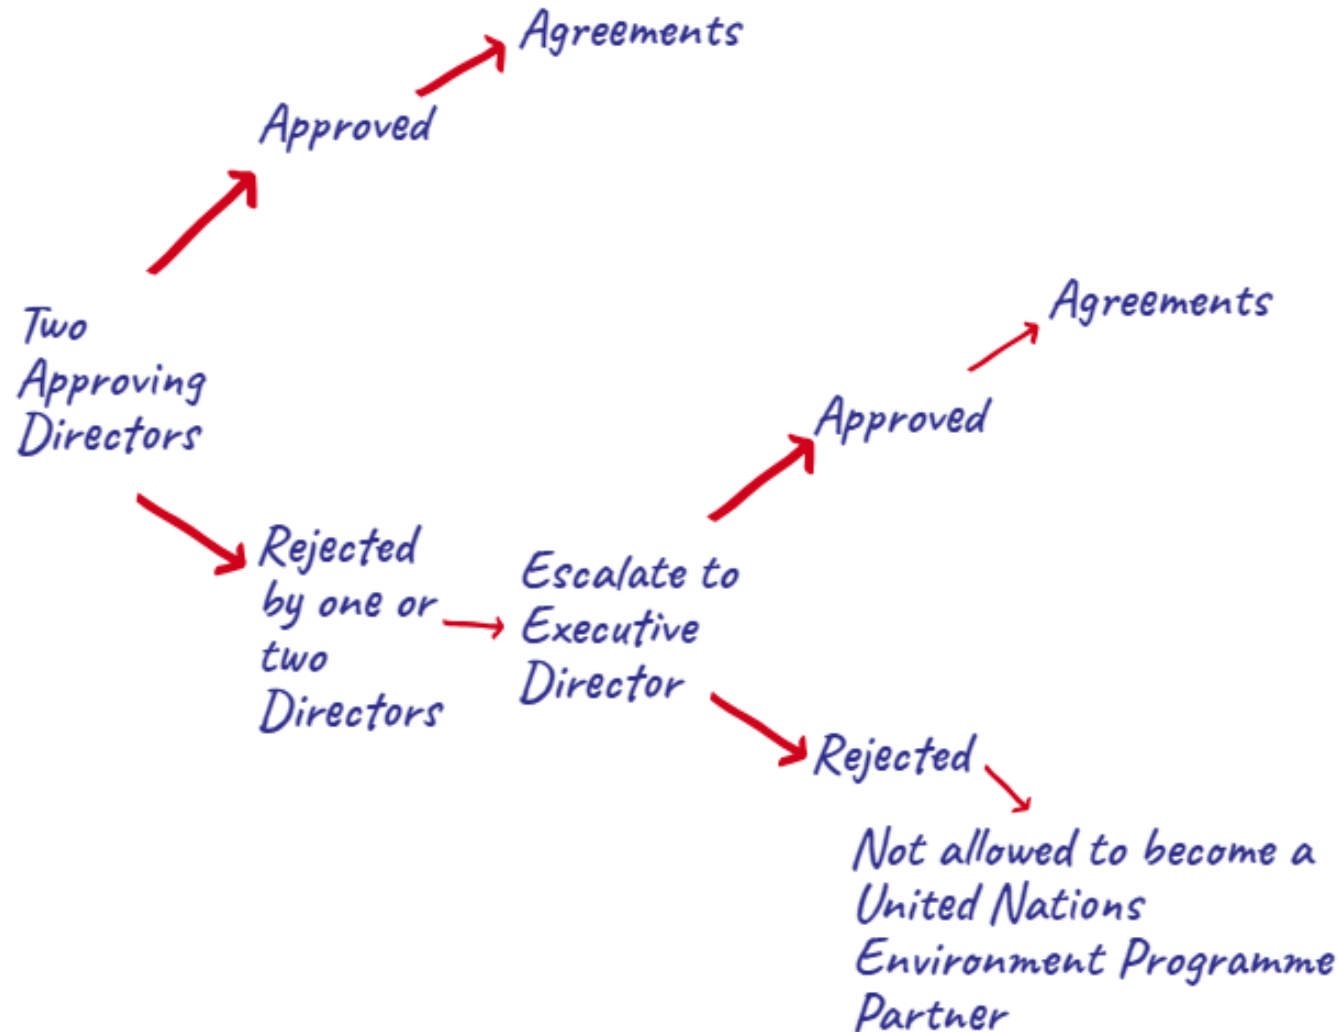 Agreements
Approved
Two
Approving
Directors
Rejected
by one or
two
Directors
Escalate to
Executive
Director
Approved
Agreements
Rejected
Not allowed to become a
United Nations
Environment Programme
Partner